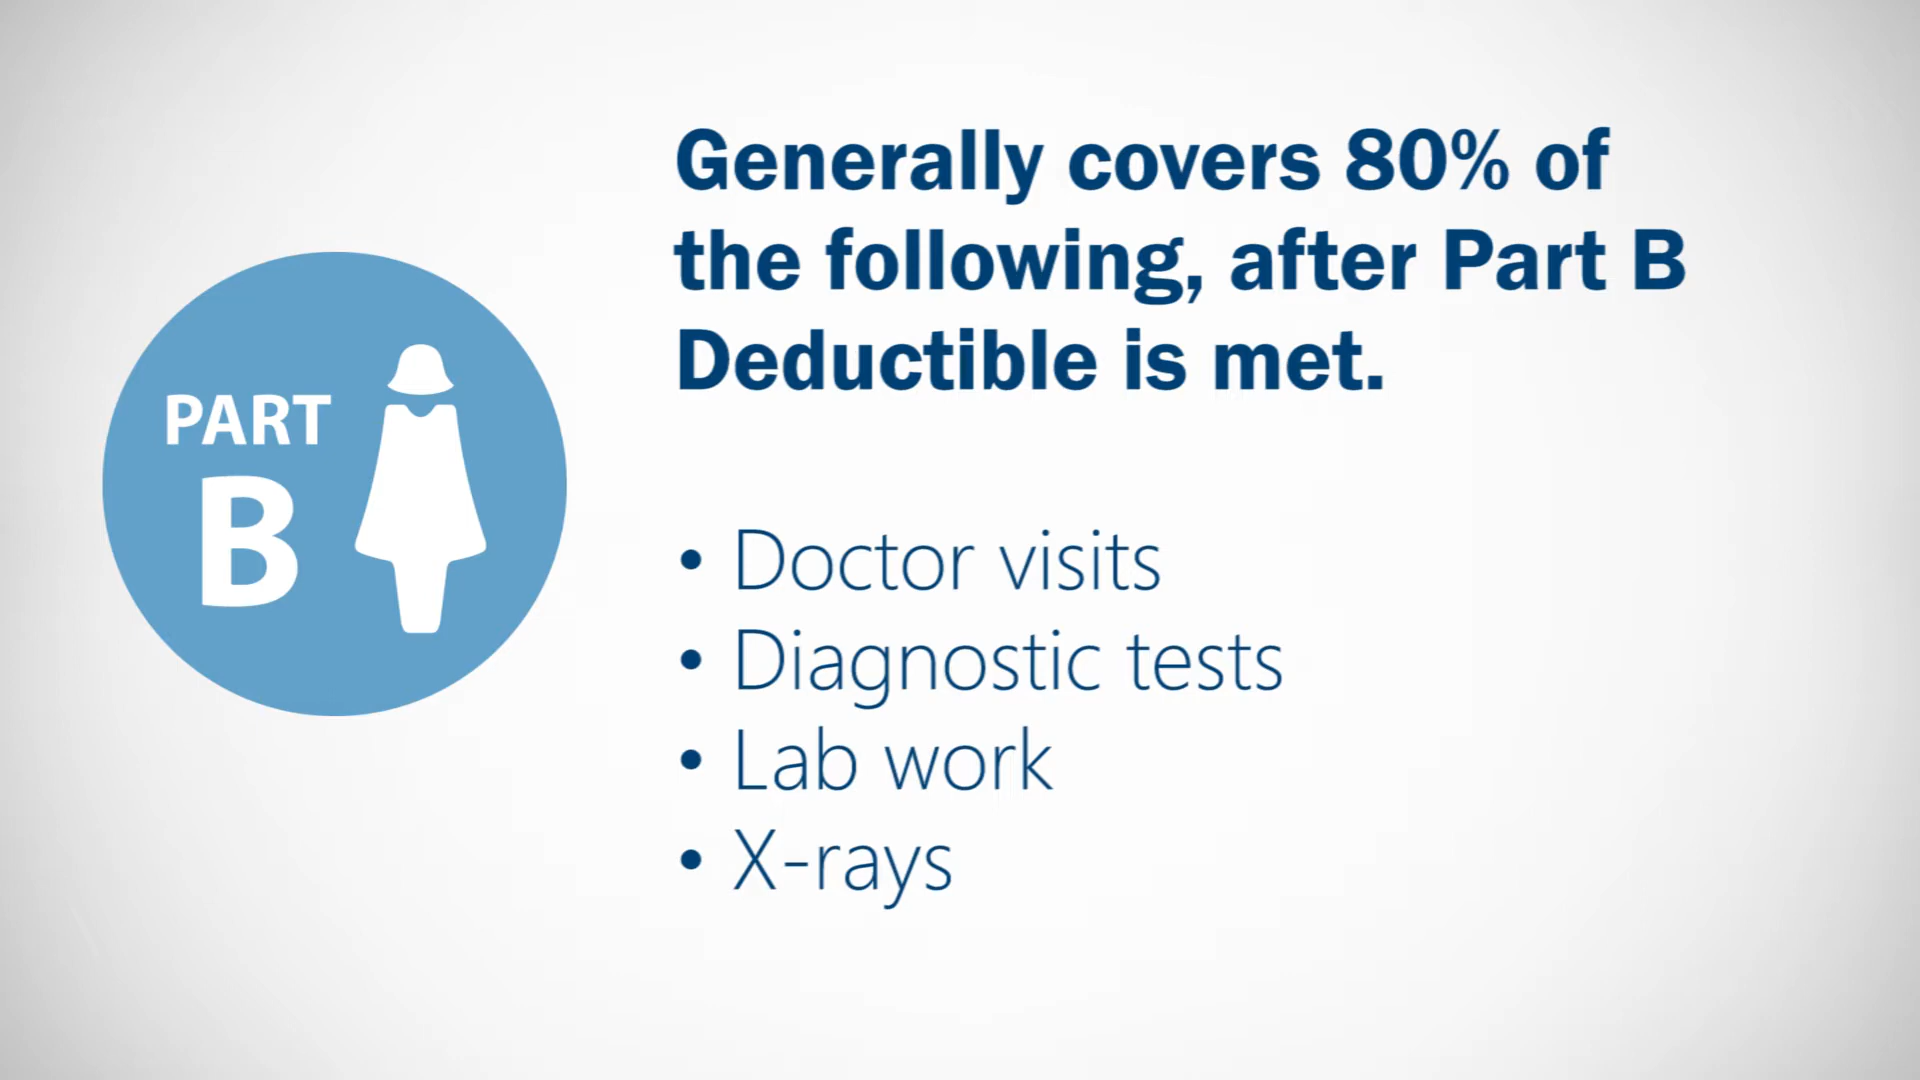 PART
B
Generally covers 80% of
the following, after Part B
Deductible is met.
• Doctor visits
• Diagnostic tests
• Lab work
• X-rays